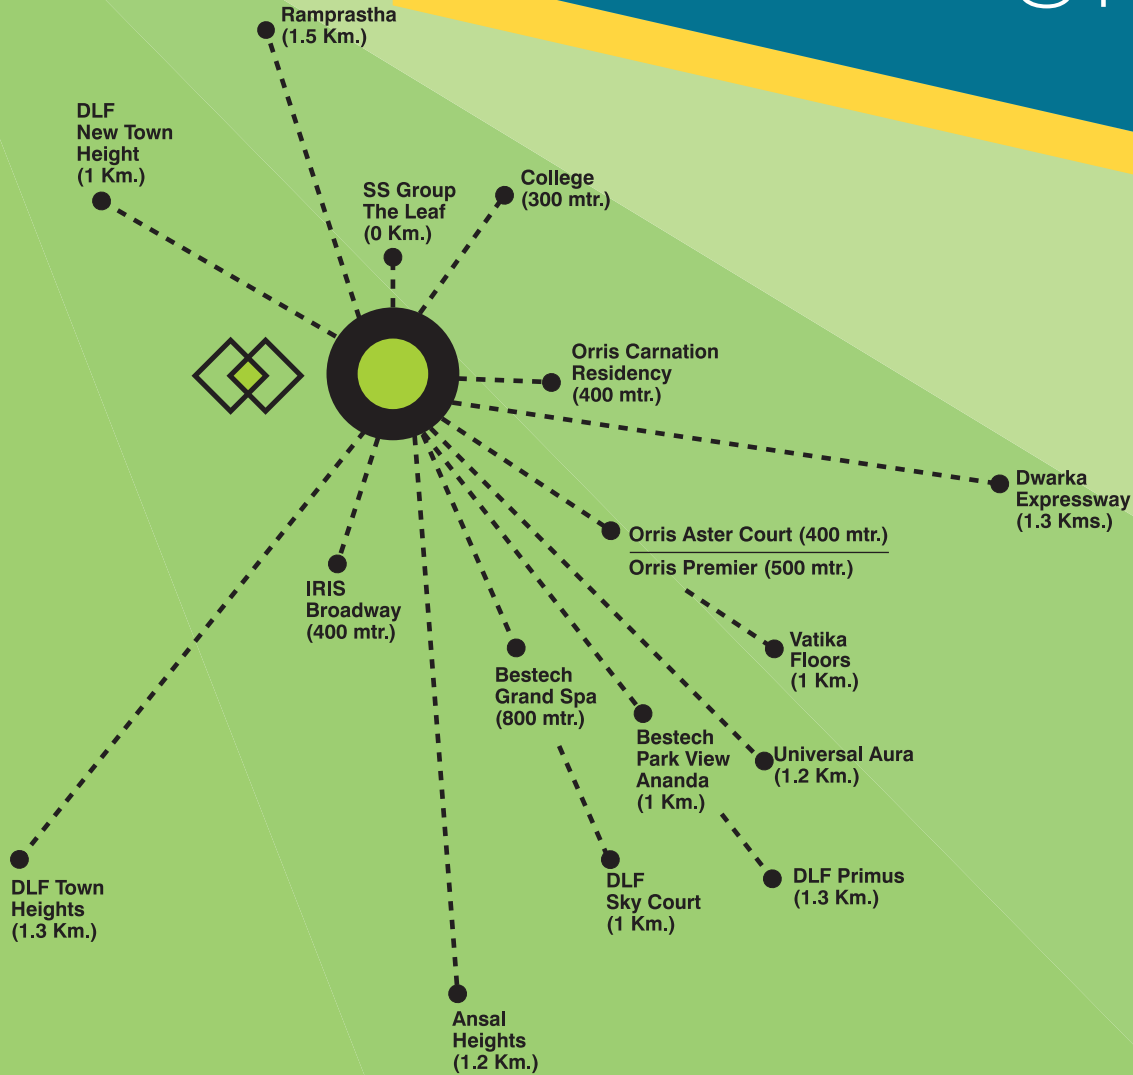 Ramprastha
(1.5 Km.)
DLF
New Town
Height
(1 Km.)
SS Group
The Leaf
(0 Km.)
College
(300 mtr.)
Orris Carnation
Residency
(400 mtr.)
Dwarka
Expressway
(1.3 Kms.)
Orris Aster Court (400 mtr.)
Orris Premier (500 mtr.)
IRIS
Broadway
(400 mtr.)
Vatika
Floors
(1 Km.)
Bestech
Grand Spa
(800 mtr.)
Bestech
Park View
Ananda
(1 Km.)
Universal Aura
(1.2 Km.)
DLF Town
Heights
(1.3 Km.)
DLF
Sky Court
(1 Km.)
DLF Primus
(1.3 Km.)
Ansal
Heights
(1.2 Km.)